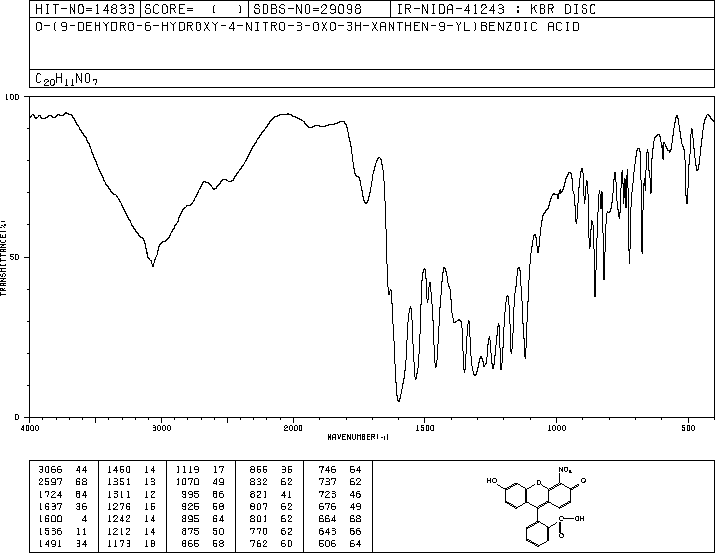 HIT-NO=14833 SCORE= ( ) SDBS-NO=29098 IR-NIDA-41243 : KBR DISC
O-(9-DEHYDRO-6-HYDROXY-4-NITRO-3-OXO-3H-XANTHEN-9-YL)BENZOIC ACID
C20H11NO7
100
50
0
TRANSMITTANCE(%)
4000 3000 2000 1500 1000 500
WAVENUMBER(-1)
3066 44 1460 14 1119 17 866 36 746 64
2597 68 1351 13 1070 49 832 62 737 62
1724 64 1311 12 995 66 821 41 723 46
1637 36 1276 15 925 58 807 62 676 49
1600 4 1242 14 895 64 801 62 664 68
1536 11 1212 14 875 50 770 62 643 66
1491 34 1173 18 865 58 762 60 506 64
NO2
HO O O
C OH
O